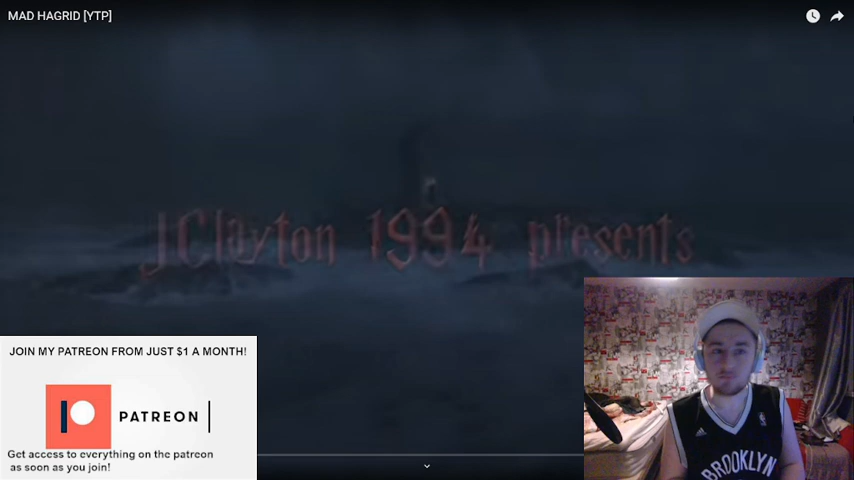 MAD HAGRID [YTP]
JClayton 1994 presents
JOIN MY PATREON FROM JUST $1 A MONTH!
PATREON
Get access to everything on the patreon
as soon as you join!
BROOKLYN